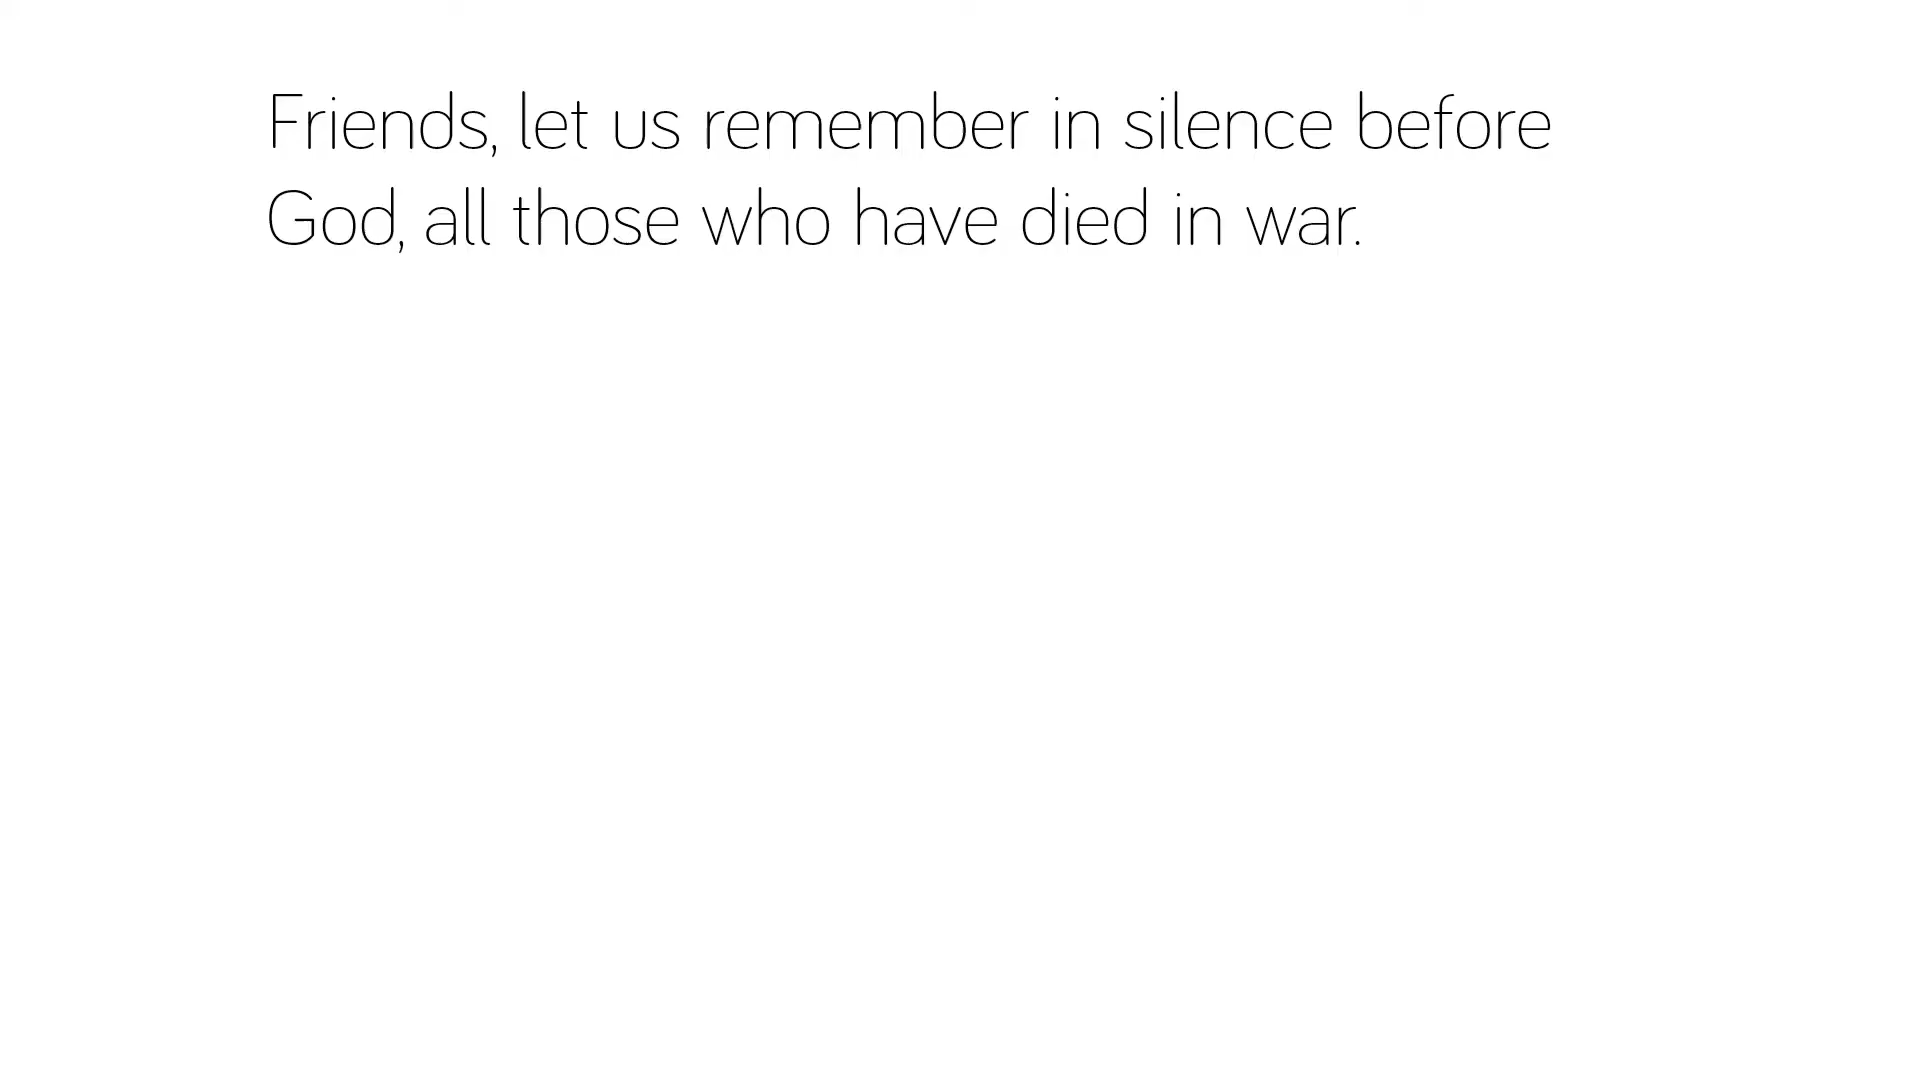 Friends, let us remember in silence before
God, all those who have died in war.